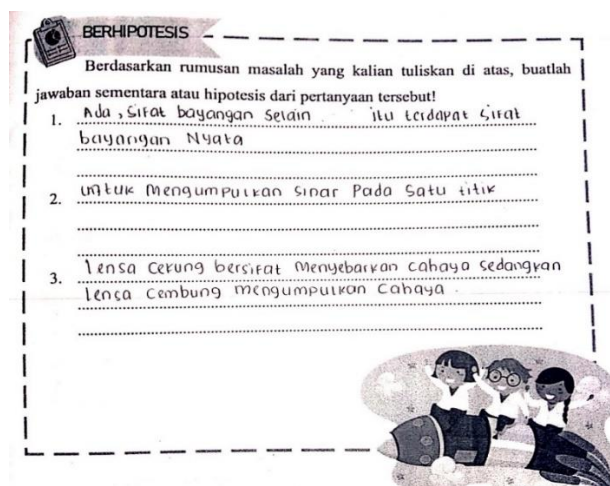 BERHIPOTESIS
Berdasarkan rumusan masalah yang kalian tuliskan di atas, buatlah
jawaban sementara atau hipotesis dari pertanyaan tersebut!
1. Ada, Sifat bayangan selain itu terdapat sifat
bayangan Nyata
2. untuk mengumpulkan sinar Pada Satu titik
3. lensa cekung bersifat menyebarkan cahaya sedangkan
lensa cembung mengumpulkan cahaya.